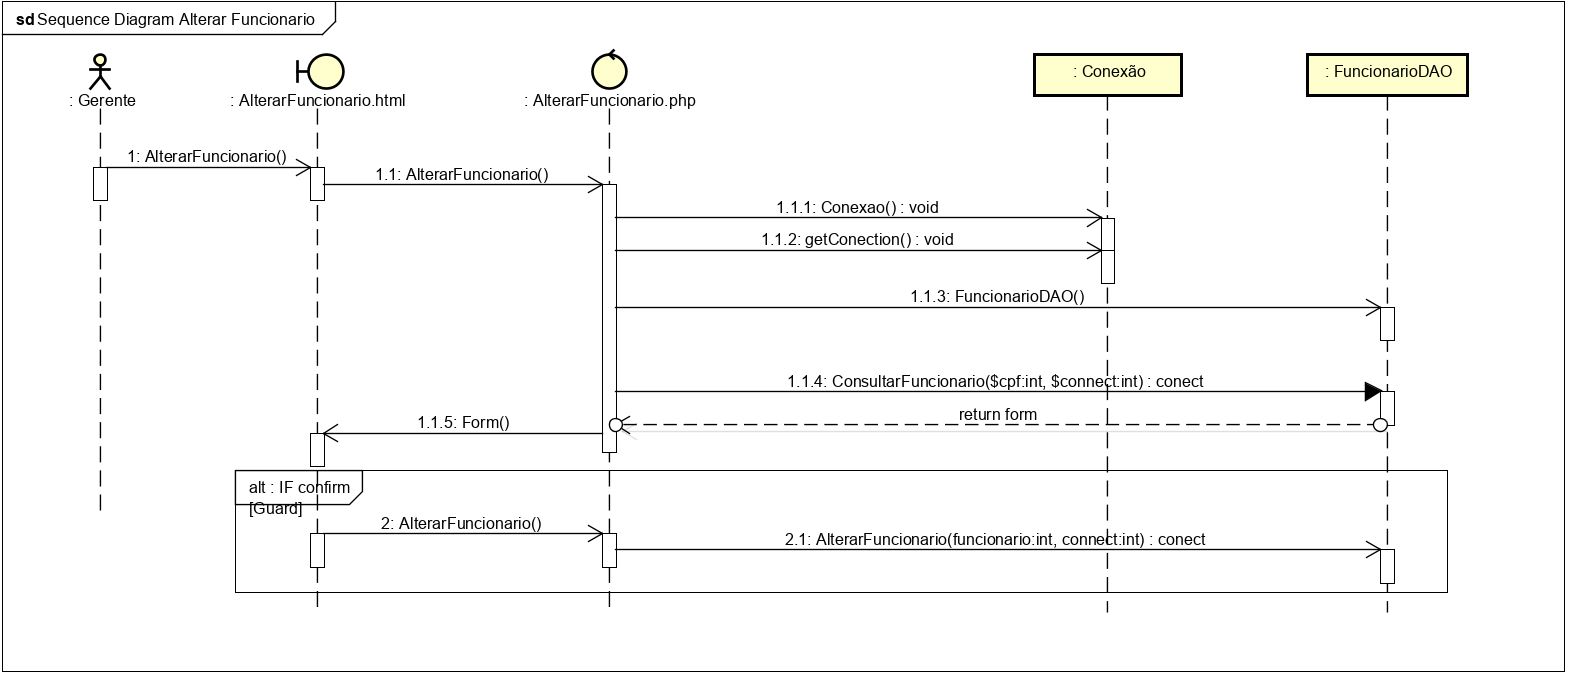 sd Sequence Diagram Alterar Funcionario
: Gerente
: AlterarFuncionario.html
: AlterarFuncionario.php
: Conexão
: FuncionarioDAO
1: AlterarFuncionario()
1.1: AlterarFuncionario()
1.1.1: Conexao() : void
1.1.2: getConection() : void
1.1.3: FuncionarioDAO()
1.1.4: ConsultarFuncionario($cpf:int, $connect:int) : conect
return form
1.1.5: Form()
alt : IF confirm
[Guard]
2: AlterarFuncionario()
2.1: AlterarFuncionario(funcionario:int, connect:int) : conect